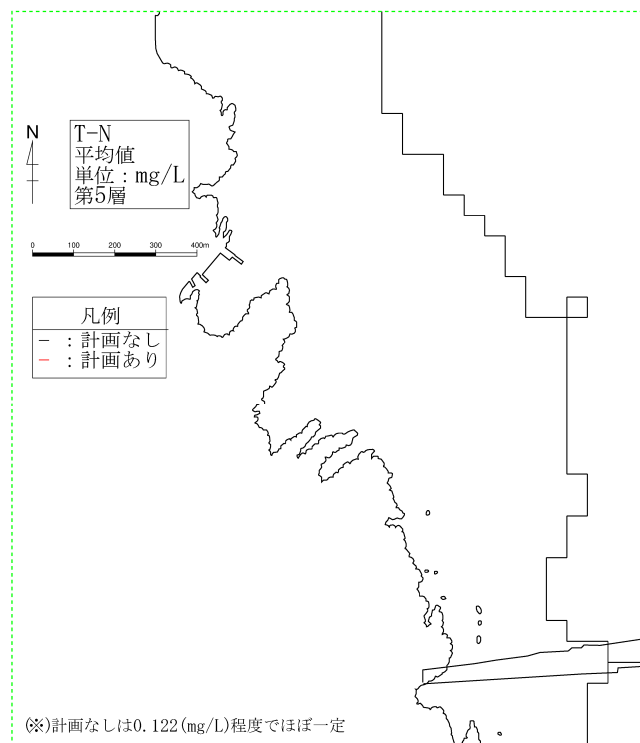 T-N
平均値
単位：mg/L
第5層
N
0 100 200 300 400m
凡例
− ：計画なし
− ：計画あり
(※)計画なしは0.122(mg/L)程度でほぼ一定